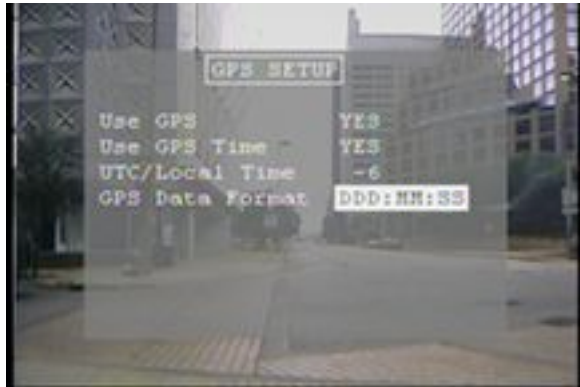 GPS SETUP
Use GPS YES
Use GPS Time YES
UTC/Local Time -6
GPS Data Format DDD:MM:SS